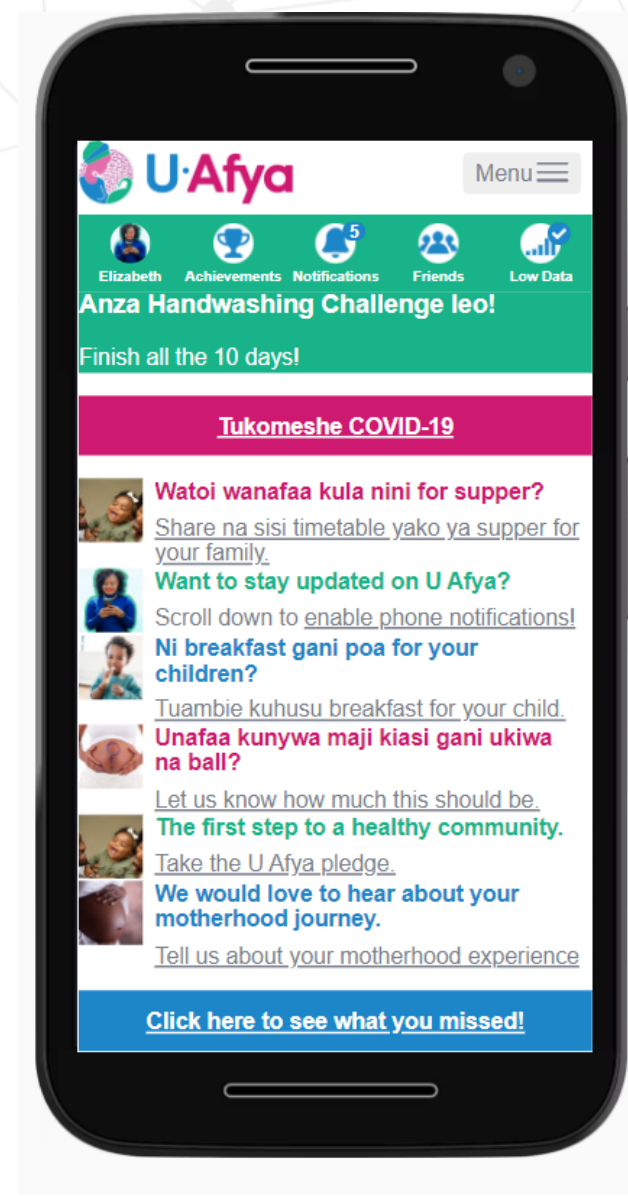 U·Afya
Menu
5
Elizabeth Achievements Notifications Friends Low Data
Anza Handwashing Challenge leo!
Finish all the 10 days!
Tukomeshe COVID-19
Watoi wanafaa kula nini for supper?
Share na sisi timetable yako ya supper for
your family.
Want to stay updated on U Afya?
Scroll down to enable phone notifications!
Ni breakfast gani poa for your
children?
Tuambie kuhusu breakfast for your child.
Unafaa kunywa maji kiasi gani ukiwa
na ball?
Let us know how much this should be.
The first step to a healthy community.
Take the U Afya pledge.
We would love to hear about your
motherhood journey.
Tell us about your motherhood experience
Click here to see what you missed!